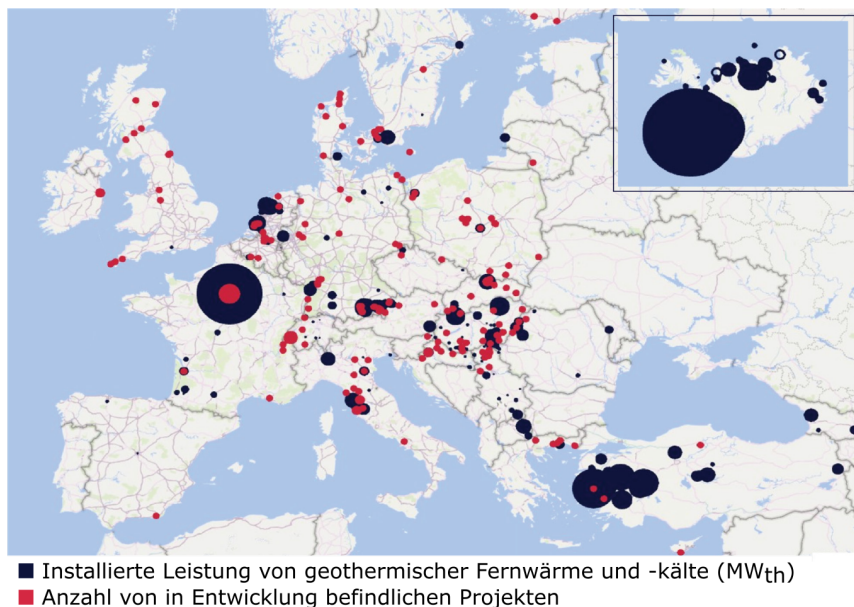 Installierte Leistung von geothermischer Fernwärme und -kälte (MWth)
Anzahl von in Entwicklung befindlichen Projekten